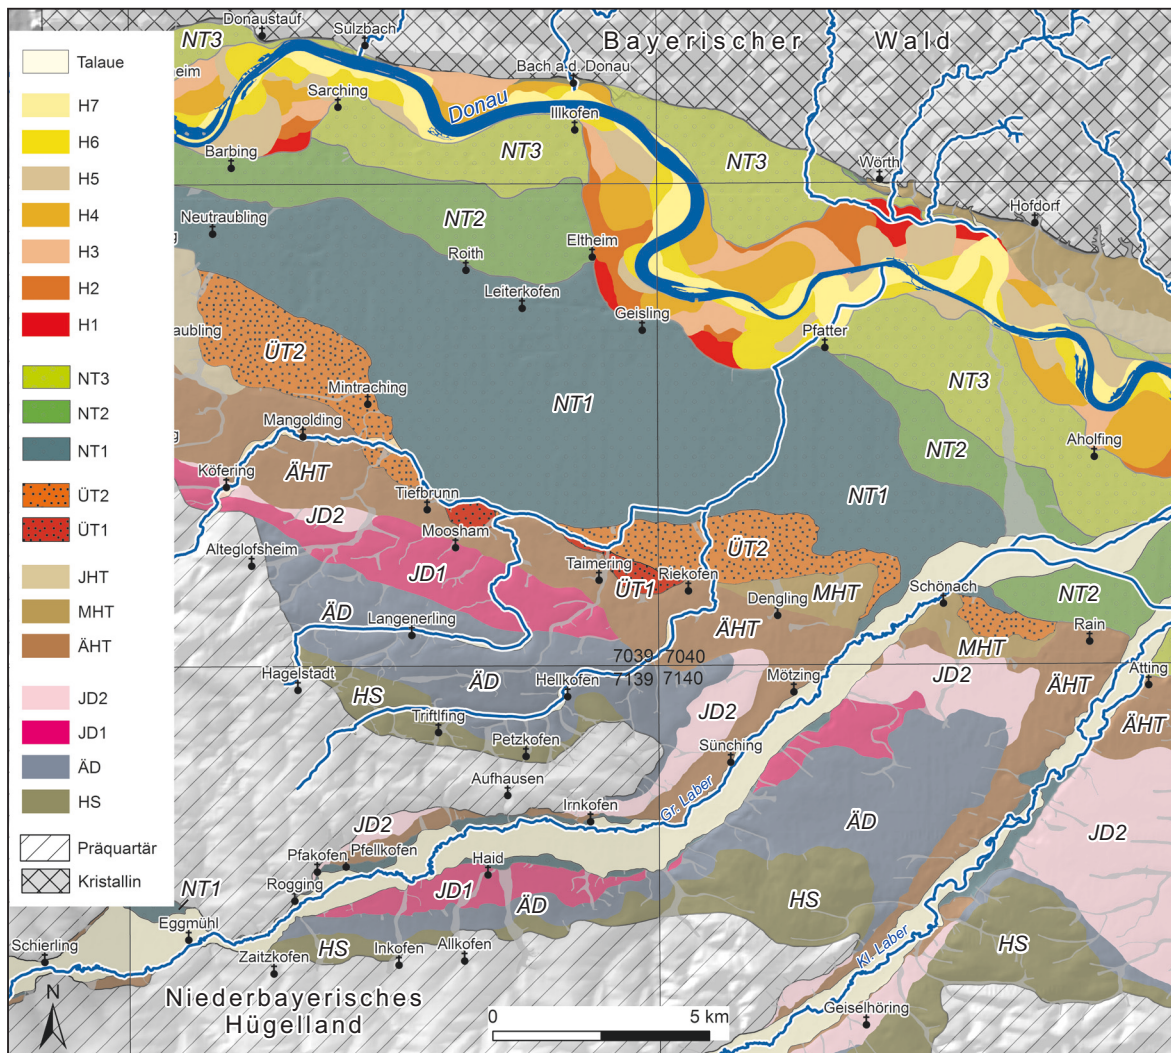 Talaue
H7
H6
H5
H4
H3
H2
H1
NT3
NT2
NT1
ÜT2
ÜT1
JHT
MHT
ÄHT
JD2
JD1
ÄD
HS
Präquartär
Kristallin
Donaustauf
Sulzbach
Bayerischer Wald
NT3
Bach a.d. Donau
heim
Sarching
Donau
Illkofen
Barbing
NT3
NT3
Wörth
Neutraubling
NT2
Hofdorf
Roith
Eltheim
Leiterkofen
Geisling
Pfatter
raubling
ÜT2
NT3
Mintraching
NT1
Mangolding
NT2
Aholfing
Köfering
ÄHT
Tiefbrunn
NT1
JD2
Moosham
ÜT2
Alteglofsheim
JD1
Taimering
ÜT1
Riekofen
MHT
Schönach
NT2
ÄD
Langenerling
Dengling
ÄHT
Rain
MHT
7039 7040
7139 7140
Hagelstadt
HS
ÄD
Hellkofen
Mötzing
JD2
ÄHT
Atting
JD2
Triftlfing
Petzkofen
Sünching
ÄHT
Aufhausen
Irnkofen
Gr. Laber
JD2
ÄD
JD2
Pfakofen
Pfellkofen
Haid
Rogging
JD1
NT1
ÄD
HS
Eggmühl
Schierling
HS
Inkofen
Allkofen
HS
Zaitzkofen
Kl. Laber
N
Niederbayerisches
Hügelland
0 5 km
Geiselhöring